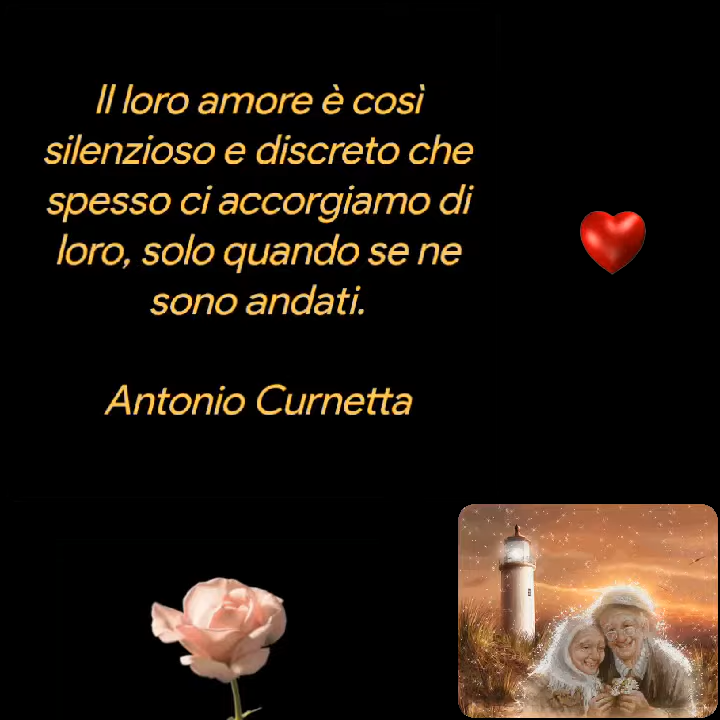 Il loro amore è così
silenzioso e discreto che
spesso ci accorgiamo di
loro, solo quando se ne
sono andati.
Antonio Curnetta